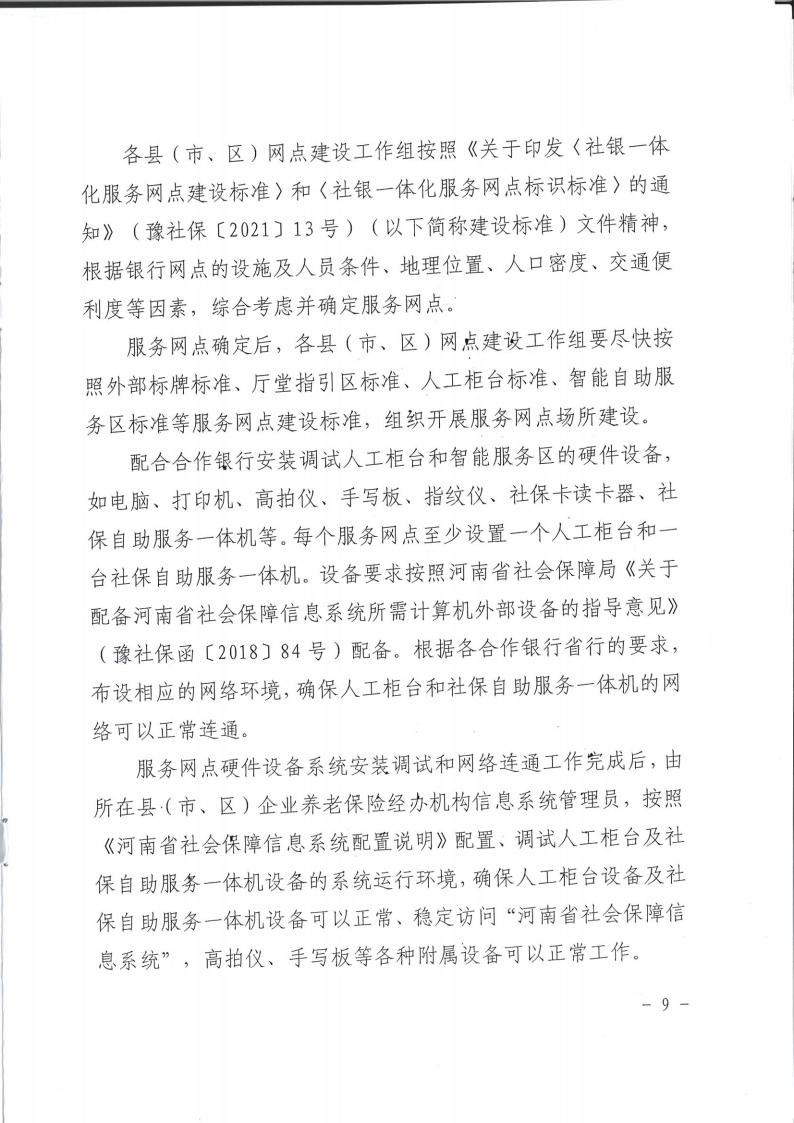 各县（市、区）网点建设工作组按照《关于印发〈社银一体
化服务网点建设标准〉和〈社银一体化服务网点标识标准〉的通
知》（豫社保〔2021〕13号）（以下简称建设标准）文件精神，
根据银行网点的设施及人员条件、地理位置、人口密度、交通便
利度等因素，综合考虑并确定服务网点。
服务网点确定后，各县（市、区）网点建设工作组要尽快按
照外部标牌标准、厅堂指引区标准、人工柜台标准、智能自助服
务区标准等服务网点建设标准，组织开展服务网点场所建设。
配合合作银行安装调试人工柜台和智能服务区的硬件设备，
如电脑、打印机、高拍仪、手写板、指纹仪、社保卡读卡器、社
保自助服务一体机等。每个服务网点至少设置一个人工柜台和一
台社保自助服务一体机。设备要求按照河南省社会保障局《关于
配备河南省社会保障信息系统所需计算机外部设备的指导意见》
（豫社保函〔2018〕84号）配备。根据各合作银行省行的要求，
布设相应的网络环境，确保人工柜台和社保自助服务一体机的网
络可以正常连通。
服务网点硬件设备系统安装调试和网络连通工作完成后，由
所在县（市、区）企业养老保险经办机构信息系统管理员，按照
《河南省社会保障信息系统配置说明》配置、调试人工柜台及社
保自助服务一体机设备的系统运行环境，确保人工柜台设备及社
保自助服务一体机设备可以正常、稳定访问“河南省社会保障信
息系统”，高拍仪、手写板等各种附属设备可以正常工作。
－ 9 －